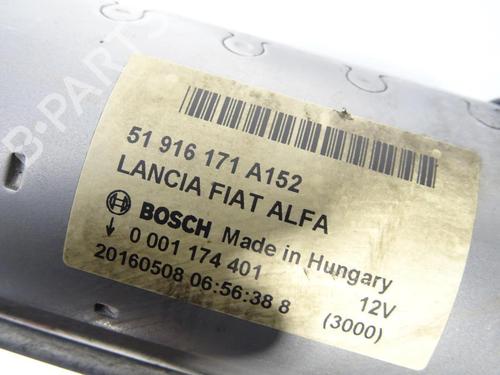 B-PARTS
51 916 171 A152
LANCIA FIAT ALFA
BOSCH Made in Hungary
0 001 174 401 12V
20160508 06:56:38 8 (3000)